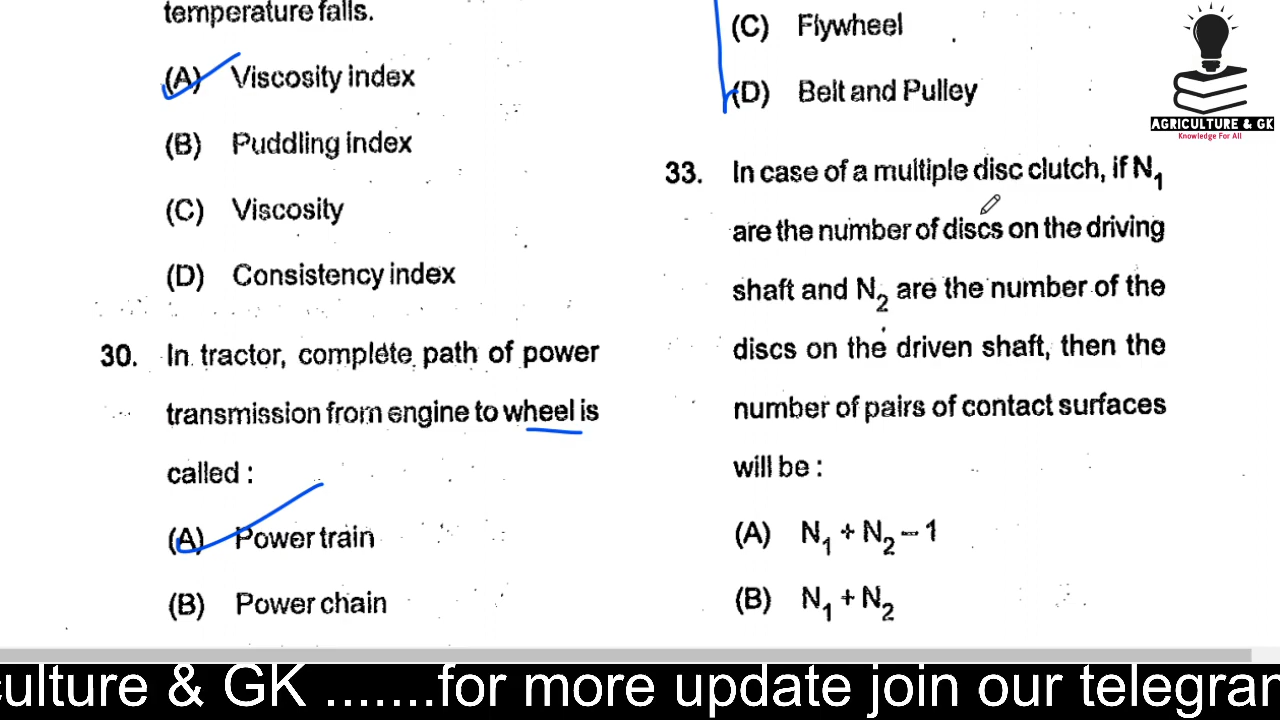 temperature falls.
(A) Viscosity index
(B) Puddling index
(C) Viscosity
(D) Consistency index
30. In tractor, complete path of power
transmission from engine to wheel is
called :
(A) Power train
(B) Power chain
(C) Flywheel
(D) Belt and Pulley
33. In case of a multiple disc clutch, if N₁
are the number of discs on the driving
shaft and N₂ are the number of the
discs on the driven shaft, then the
number of pairs of contact surfaces
will be :
(A) N₁ + N₂ – 1
(B) N₁ + N₂
AGRICULTURE & GK
Knowledge For All
culture & GK .......for more update join our telegran